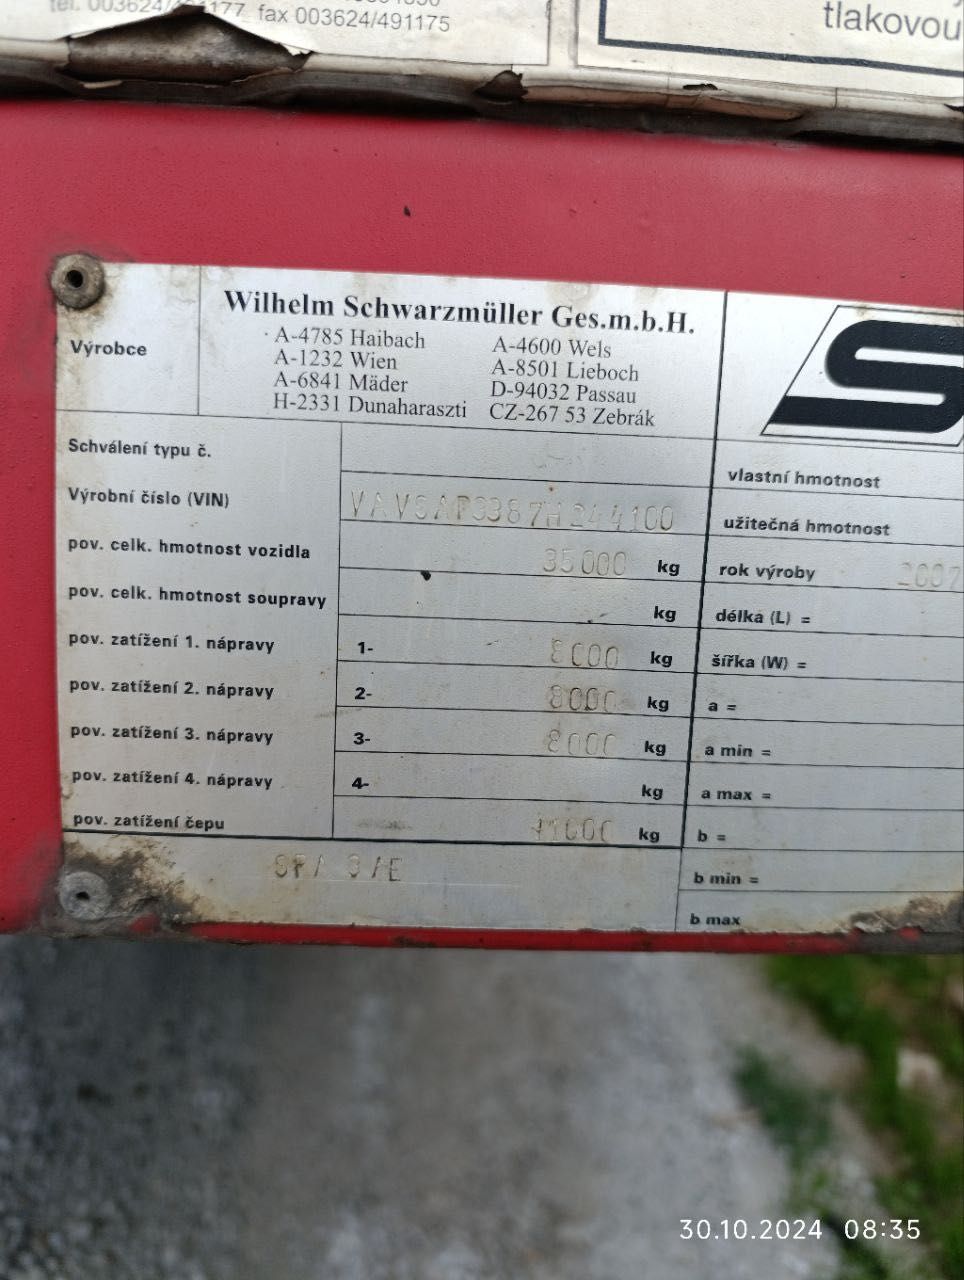 fax 003624/491175
tlakovou
Wilhelm Schwarzmüller Ges.m.b.H.
Výrobce
A-4785 Haibach A-4600 Wels
A-1232 Wien A-8501 Lieboch
A-6841 Mäder D-94032 Passau
H-2331 Dunaharaszti CZ-267 53 Zebrák
Schválení typu č.
vlastní hmotnost
Výrobní číslo (VIN)
užitečná hmotnost
pov. celk. hmotnost vozidla 35000 kg
rok výroby 2007
pov. celk. hmotnost soupravy kg
délka (L) =
pov. zatížení 1. nápravy 1- 8000 kg
šířka (W) =
pov. zatížení 2. nápravy 2- 8000 kg
a =
pov. zatížení 3. nápravy 3- 8000 kg
a min =
pov. zatížení 4. nápravy 4- kg
a max =
pov. zatížení čepu 11000 kg
b =
b min =
b max
30.10.2024 08:35